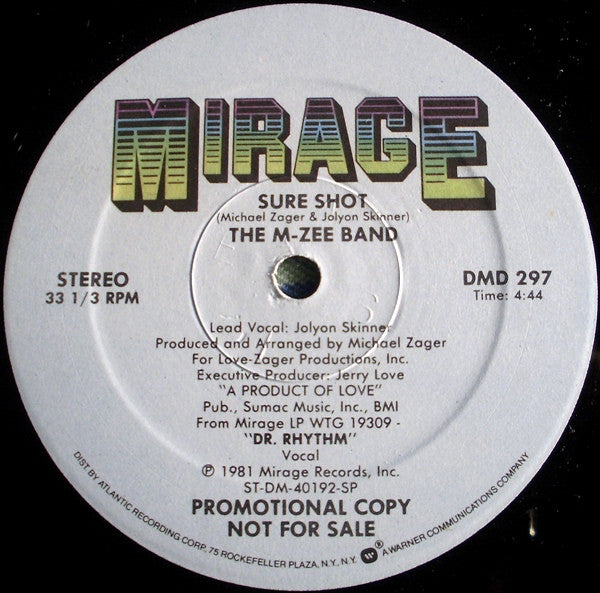 MIRAGE
SURE SHOT
(Michael Zager & Jolyon Skinner)
THE M-ZEE BAND
STEREO
33 1/3 RPM
DMD 297
Time: 4:44
Lead Vocal: Jolyon Skinner
Produced and Arranged by Michael Zager
For Love-Zager Productions, Inc.
Executive Producer: Jerry Love
"A PRODUCT OF LOVE"
Pub., Sumac Music, Inc., BMI
From Mirage LP WTG 19309 -
"DR. RHYTHM"
Vocal
℗ 1981 Mirage Records, Inc.
ST-DM-40192-SP
PROMOTIONAL COPY
NOT FOR SALE
DIST. BY ATLANTIC RECORDING CORP. 75 ROCKEFELLER PLAZA, N.Y., N.Y. ® A WARNER COMMUNICATIONS COMPANY